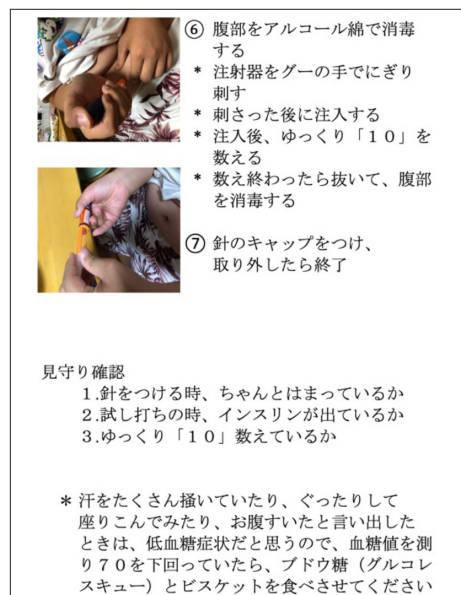 ⑥ 腹部をアルコール綿で消毒
する
* 注射器をグーの手でにぎり
刺す
* 刺さった後に注入する
* 注入後、ゆっくり「１０」を
数える
* 数え終わったら抜いて、腹部
を消毒する
⑦ 針のキャップをつけ、
取り外したら終了
見守り確認
１.針をつける時、ちゃんとはまっているか
２.試し打ちの時、インスリンが出ているか
３.ゆっくり「１０」数えているか
＊汗をたくさん掻いていたり、ぐったりして
座りこんでみたり、お腹すいたと言い出した
ときは、低血糖症状だと思うので、血糖値を測
り７０を下回っていたら、ブドウ糖（グルコレ
スキュー）とビスケットを食べさせてください